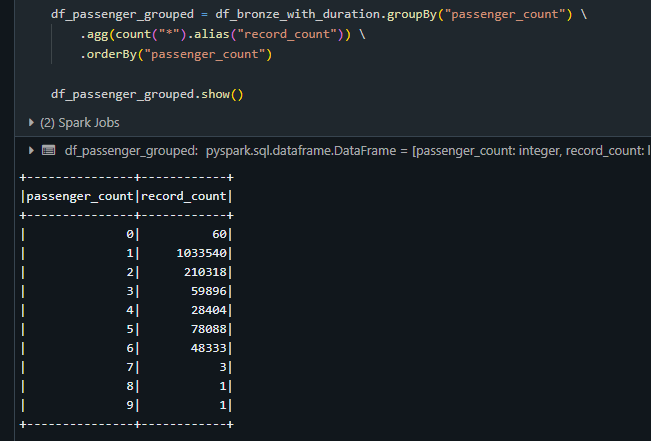 df_passenger_grouped = df_bronze_with_duration.groupBy("passenger_count") \
.agg(count("*").alias("record_count")) \
.orderBy("passenger_count")
df_passenger_grouped.show()
(2) Spark Jobs
df_passenger_grouped: pyspark.sql.dataframe.DataFrame = [passenger_count: integer, record_count: l
+---------------+------------+
|passenger_count|record_count|
+---------------+------------+
|              0|          60|
|              1|     1033540|
|              2|      210318|
|              3|       59896|
|              4|       28404|
|              5|       78088|
|              6|       48333|
|              7|           3|
|              8|           1|
|              9|           1|
+---------------+------------+